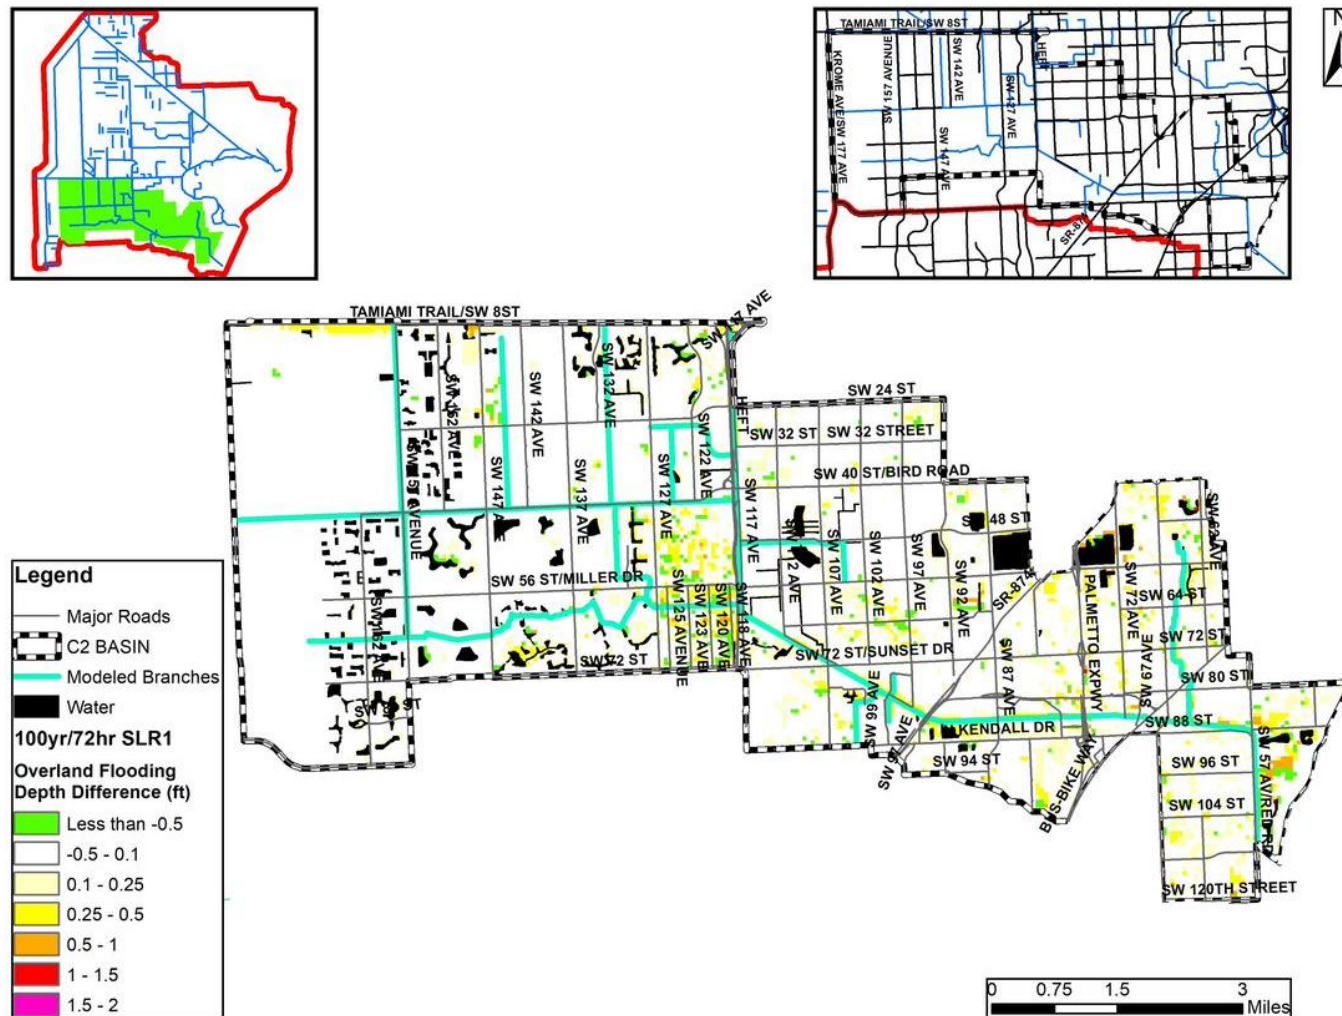 TAMIAMI TRAIL/SW 8ST
KROME AVE/SW 177 AVE
SW 157 AVENUE
SW 142 AVE
SW 147 AVE
SW 127 AVE
HEFT
N
TAMIAMI TRAIL/SW 8ST
SW 132 AVE
SW 142 AVE
SW 24 ST
HEFT
SW 32 ST
SW 32 STREET
SW 122 AVE
SW 40 ST/BIRD ROAD
SW 137 AVE
SW 127 AVE
SW 117 AVE
48 ST
SW 107 AVE
SW 102 AVE
SW 97 AVE
SW 92 AVE
SR-874
SW 56 ST/MILLER DR
PALMETTO EXPWY
SW 72 AVE
SW 64 ST
SW 125 AVENUE
SW 123 AVE
SW 120 AVE
SW 118 AVE
SW 72 ST
SW 72 ST/SUNSET DR
SW 72 ST
SW 87 AVE
SW 67 AVE
SW 80 ST
SW 99 AVE
SW 97 AVE
KENDALL DR
SW 88 ST
SW 94 ST
SW 96 ST
SW 57 AV/RED RD
SW 104 ST
SW 120TH STREET
Legend
Major Roads
C2 BASIN
Modeled Branches
Water
100yr/72hr SLR1
Overland Flooding
Depth Difference (ft)
Less than -0.5
-0.5 - 0.1
0.1 - 0.25
0.25 - 0.5
0.5 - 1
1 - 1.5
1.5 - 2
0 0.75 1.5 3
Miles